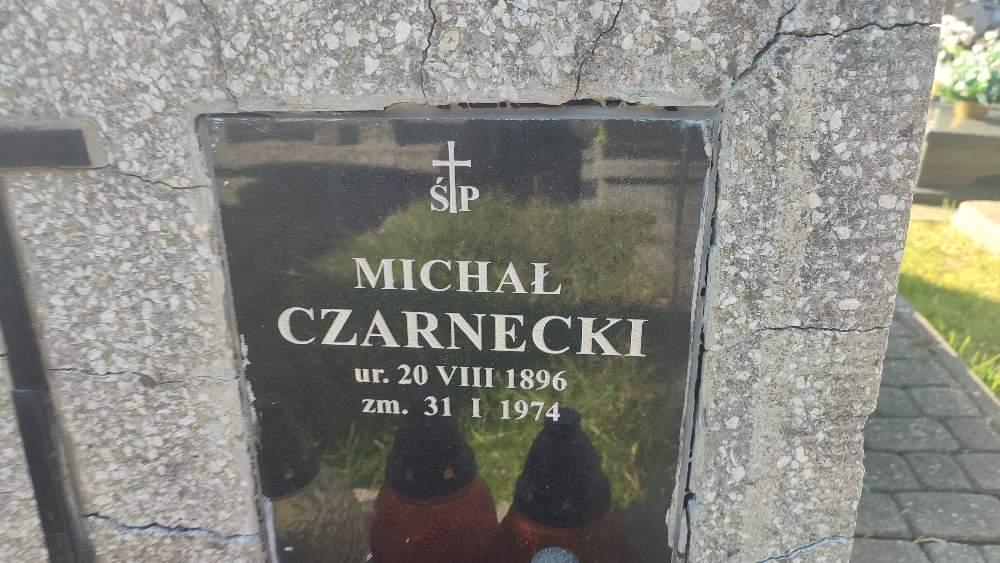 ŚP
MICHAŁ
CZARNECKI
ur. 20 VIII 1896
zm. 31 I 1974